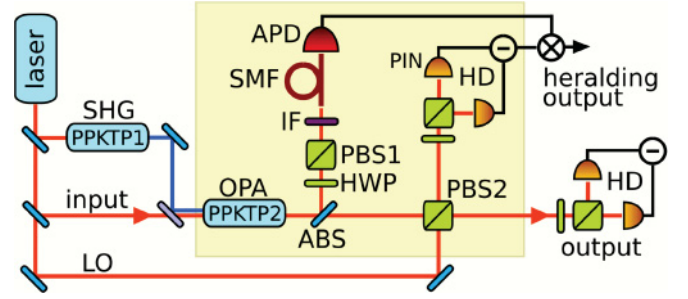 laser
SHG
PPKTP1
input
OPA
PPKTP2
LO
APD
SMF
IF
PBS1
HWP
ABS
PIN
HD
PBS2
heralding
output
HD
output